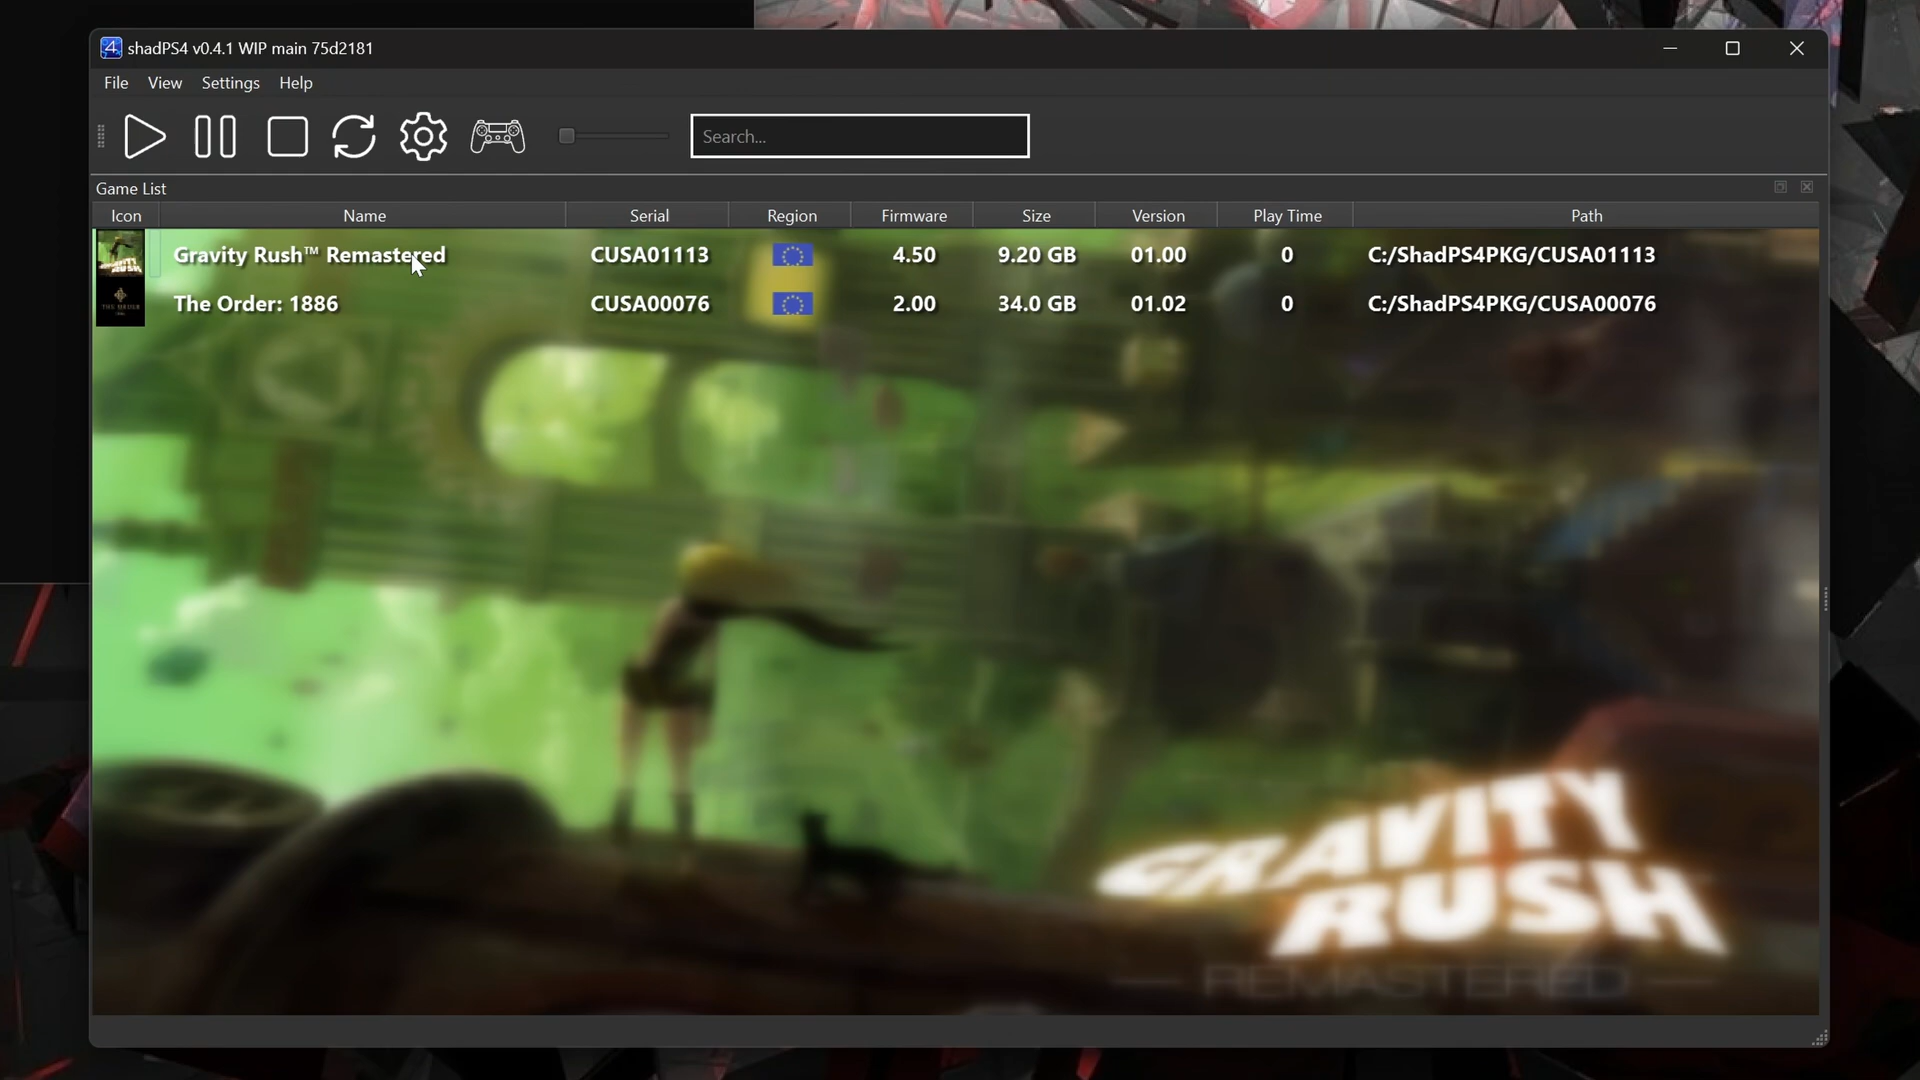 shadPS4 v0.4.1 WIP main 75d2181
File View Settings Help
Search...
Game List
Icon Name Serial Region Firmware Size Version Play Time Path
Gravity Rush™ Remastered CUSA01113 4.50 9.20 GB 01.00 0 C:/ShadPS4PKG/CUSA01113
The Order: 1886 CUSA00076 2.00 34.0 GB 01.02 0 C:/ShadPS4PKG/CUSA00076
GRAVITY
RUSH
REMASTERED